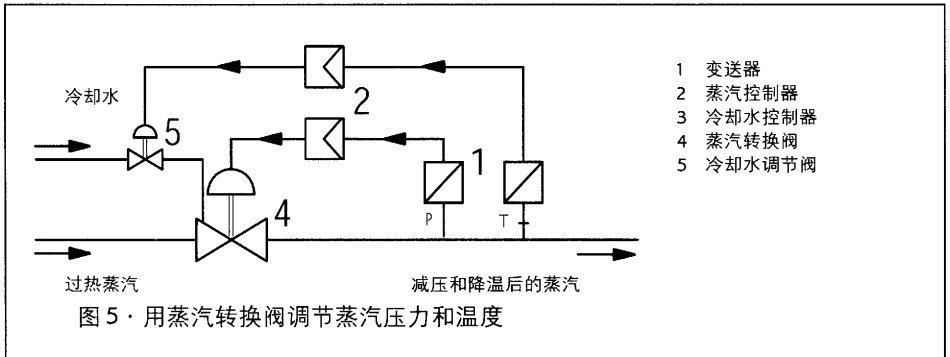 1 变送器
2 蒸汽控制器
3 冷却水控制器
4 蒸汽转换阀
5 冷却水调节阀
冷却水
5
2
1
4
P
T
过热蒸汽
减压和降温后的蒸汽
图5·用蒸汽转换阀调节蒸汽压力和温度